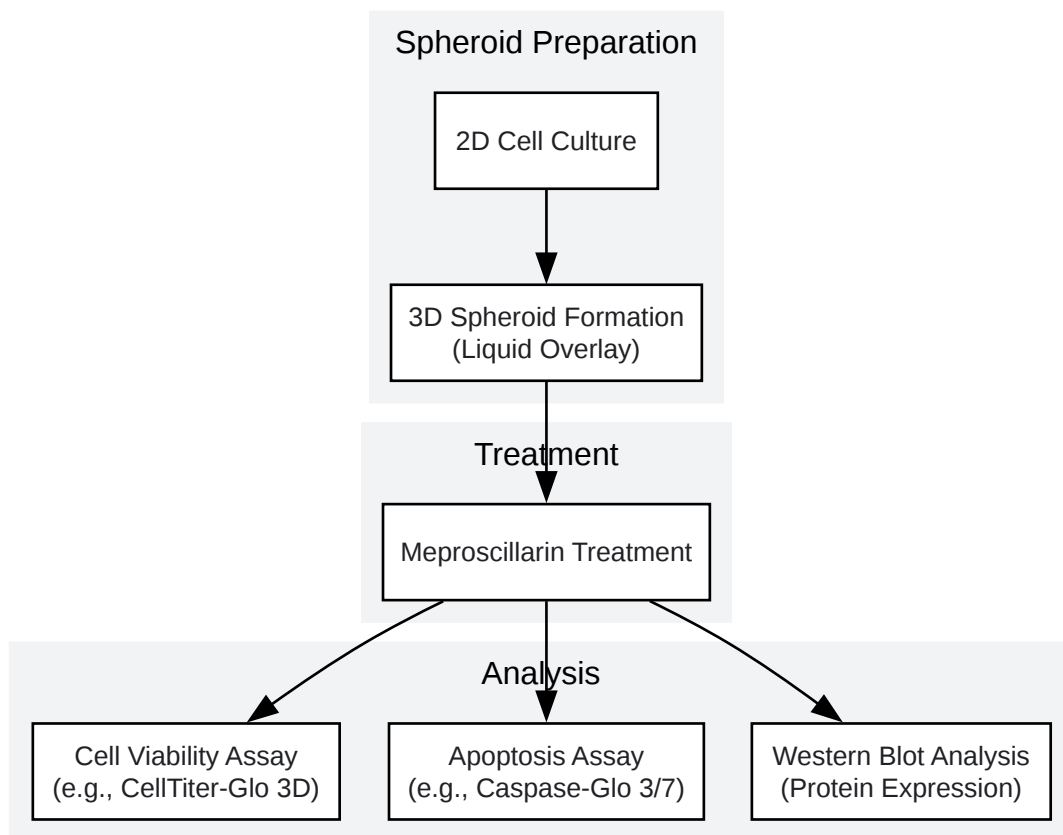 Spheroid Preparation
2D Cell Culture
3D Spheroid Formation
(Liquid Overlay)
Treatment
Meproscillarin Treatment
Analysis
Cell Viability Assay
(e.g., CellTiter-Glo 3D)
Apoptosis Assay
(e.g., Caspase-Glo 3/7)
Western Blot Analysis
(Protein Expression)